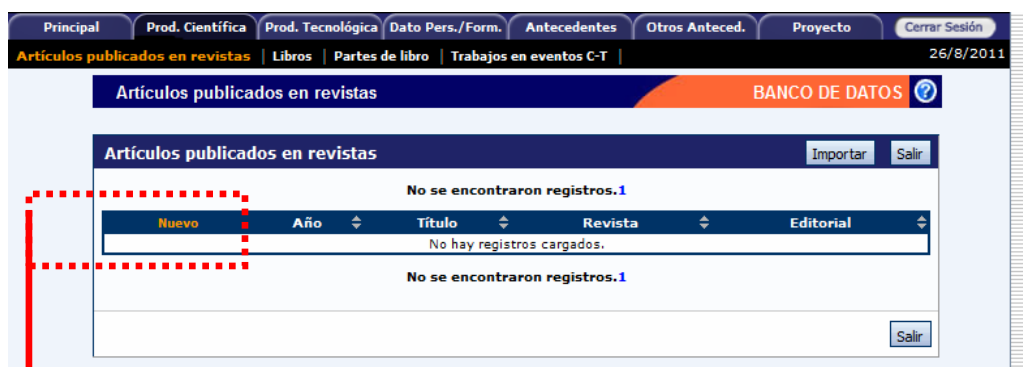 Principal Prod. Científica Prod. Tecnológica Dato Pers./Form. Antecedentes Otros Anteced. Proyecto Cerrar Sesión
Artículos publicados en revistas | Libros | Partes de libro | Trabajos en eventos C-T | 26/8/2011
Artículos publicados en revistas BANCO DE DATOS ?
Artículos publicados en revistas Importar Salir
No se encontraron registros.1
Nuevo Año Título Revista Editorial
No hay registros cargados.
No se encontraron registros.1
Salir